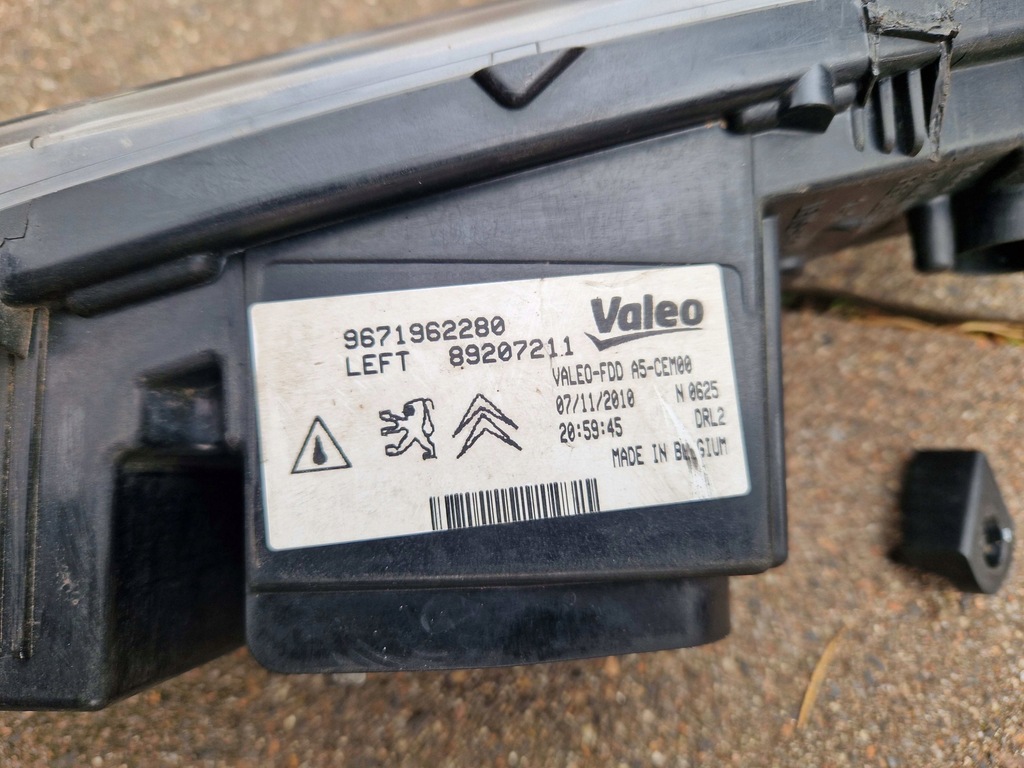 Valeo
9671962280
LEFT 89207211
VALEO-FDD A5-CEM00
07/11/2010 N 0625
20:59:45 DRL2
MADE IN BELGIUM